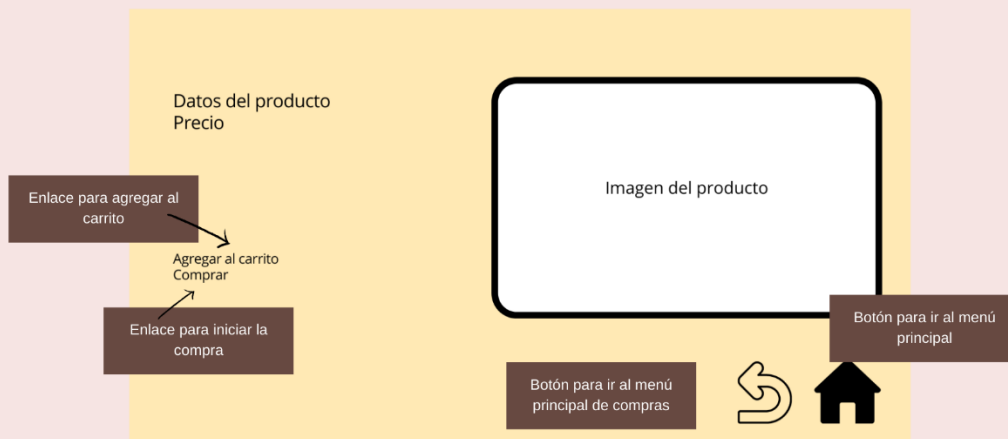 Datos del producto
Precio
Imagen del producto
Enlace para agregar al
carrito
Agregar al carrito
Comprar
Enlace para iniciar la
compra
Botón para ir al menú
principal
Botón para ir al menú
principal de compras